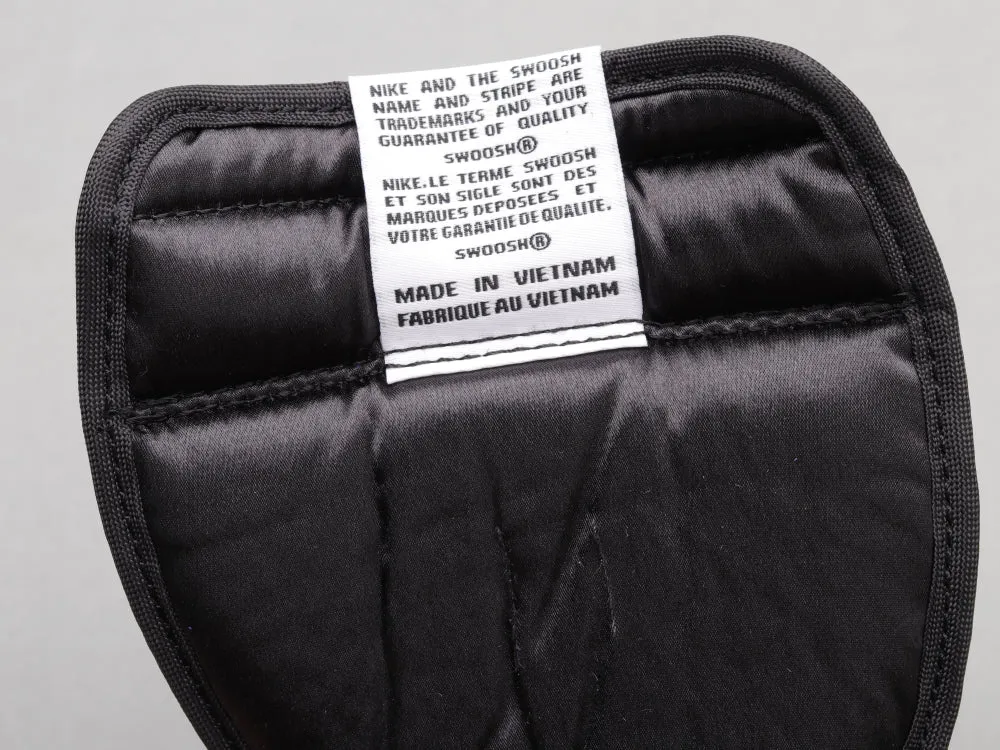 NIKE AND THE SWOOSH
NAME AND STRIPE ARE
TRADEMARKS AND YOUR
GUARANTEE OF QUALITY
SWOOSH®
NIKE.LE TERME SWOOSH
ET SON SIGLE SONT DES
MARQUES DEPOSEES ET
VOTRE GARANTIE DE QUALITE.
SWOOSH®
MADE IN VIETNAM
FABRIQUE AU VIETNAM